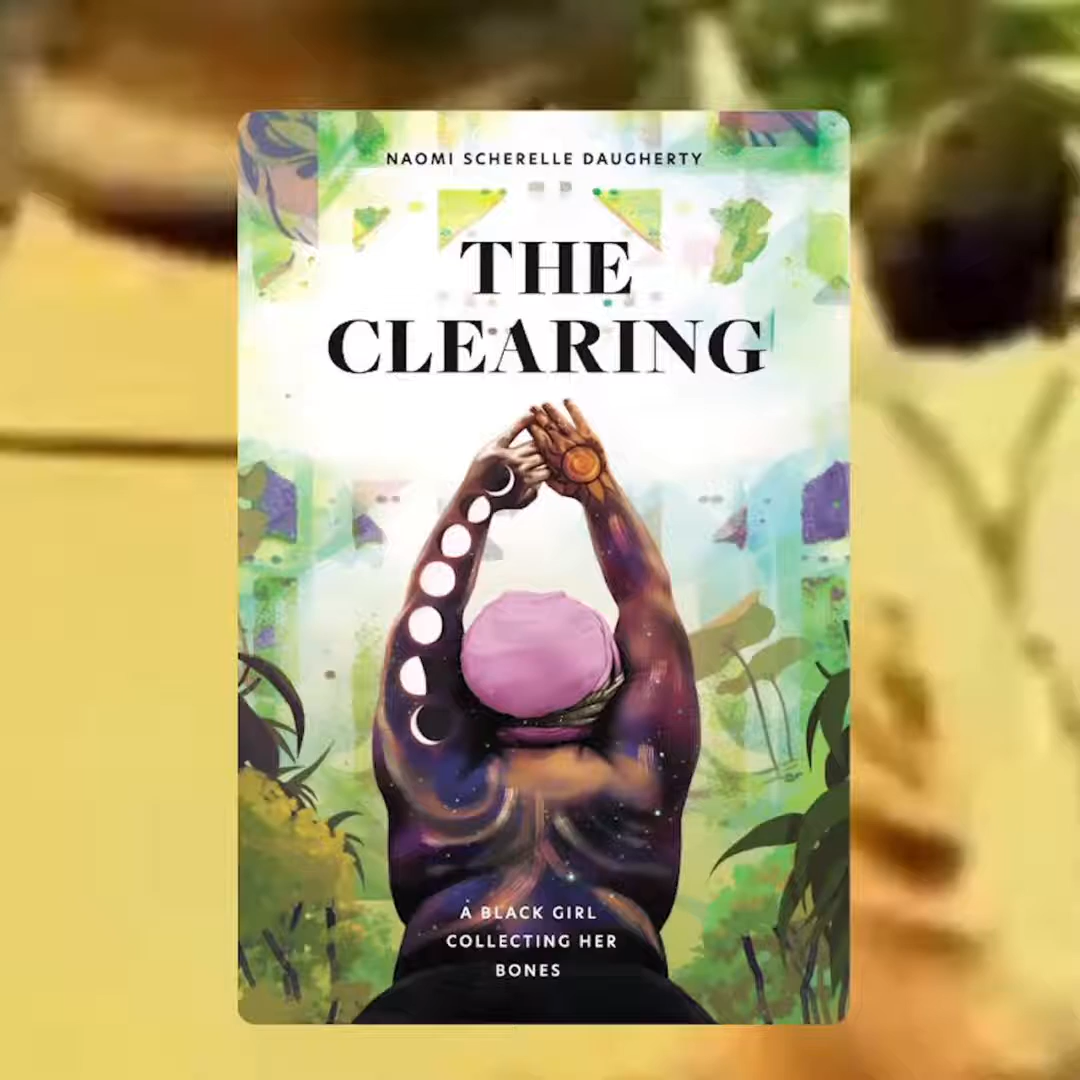 NAOMI SCHERELLE DAUGHERTY
THE
CLEARING
A BLACK GIRL
COLLECTING HER
BONES